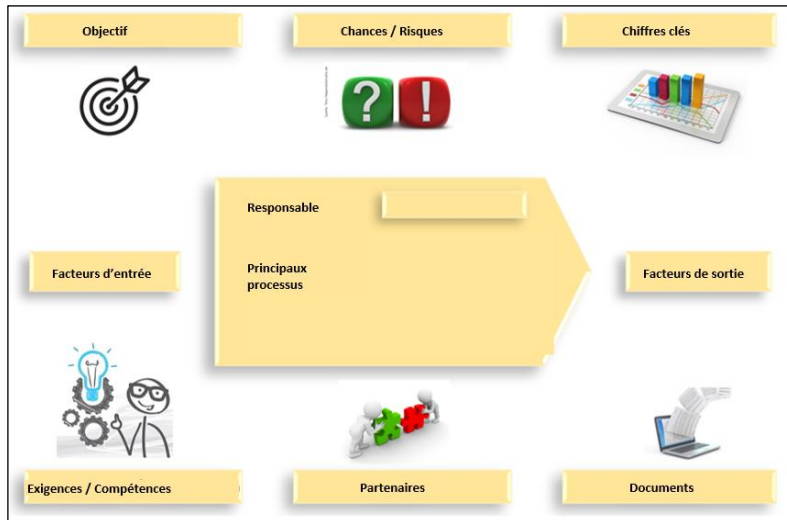 Objectif
Chances / Risques
Chiffres clés
? !
Responsable
Principaux
processus
Facteurs d'entrée
Facteurs de sortie
Exigences / Compétences
Partenaires
Documents